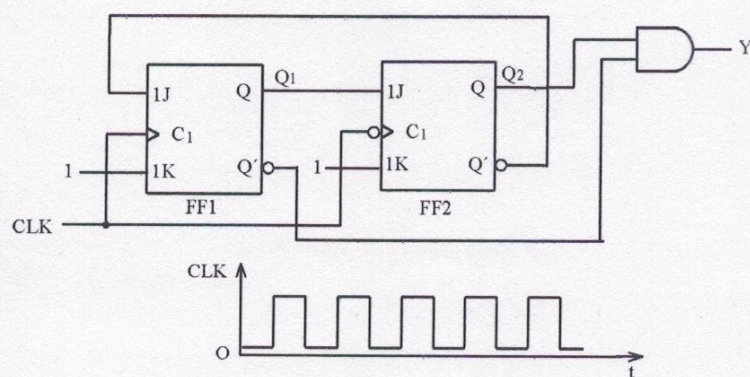 Y
1J Q Q1 1J Q Q2
C1 C1
1 1K Q′ 1 1K Q′
FF1 FF2
CLK
CLK
O
t